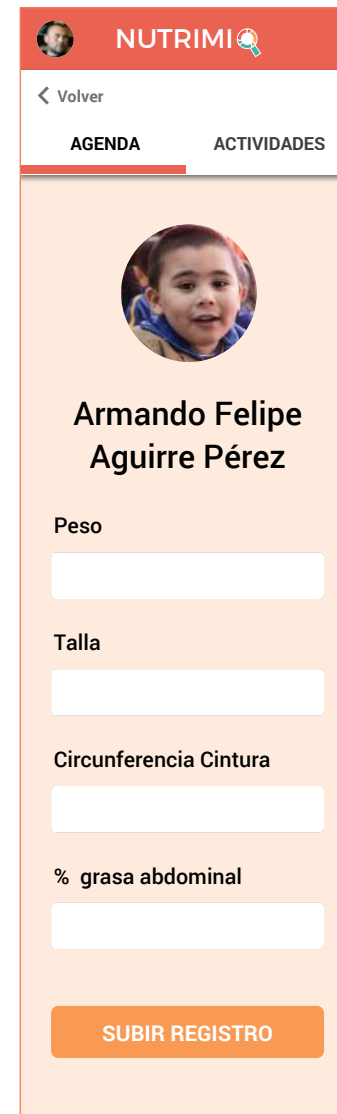 NUTRIMI
Volver
AGENDA ACTIVIDADES
Armando Felipe
Aguirre Pérez
Peso
Talla
Circunferencia Cintura
% grasa abdominal
SUBIR REGISTRO